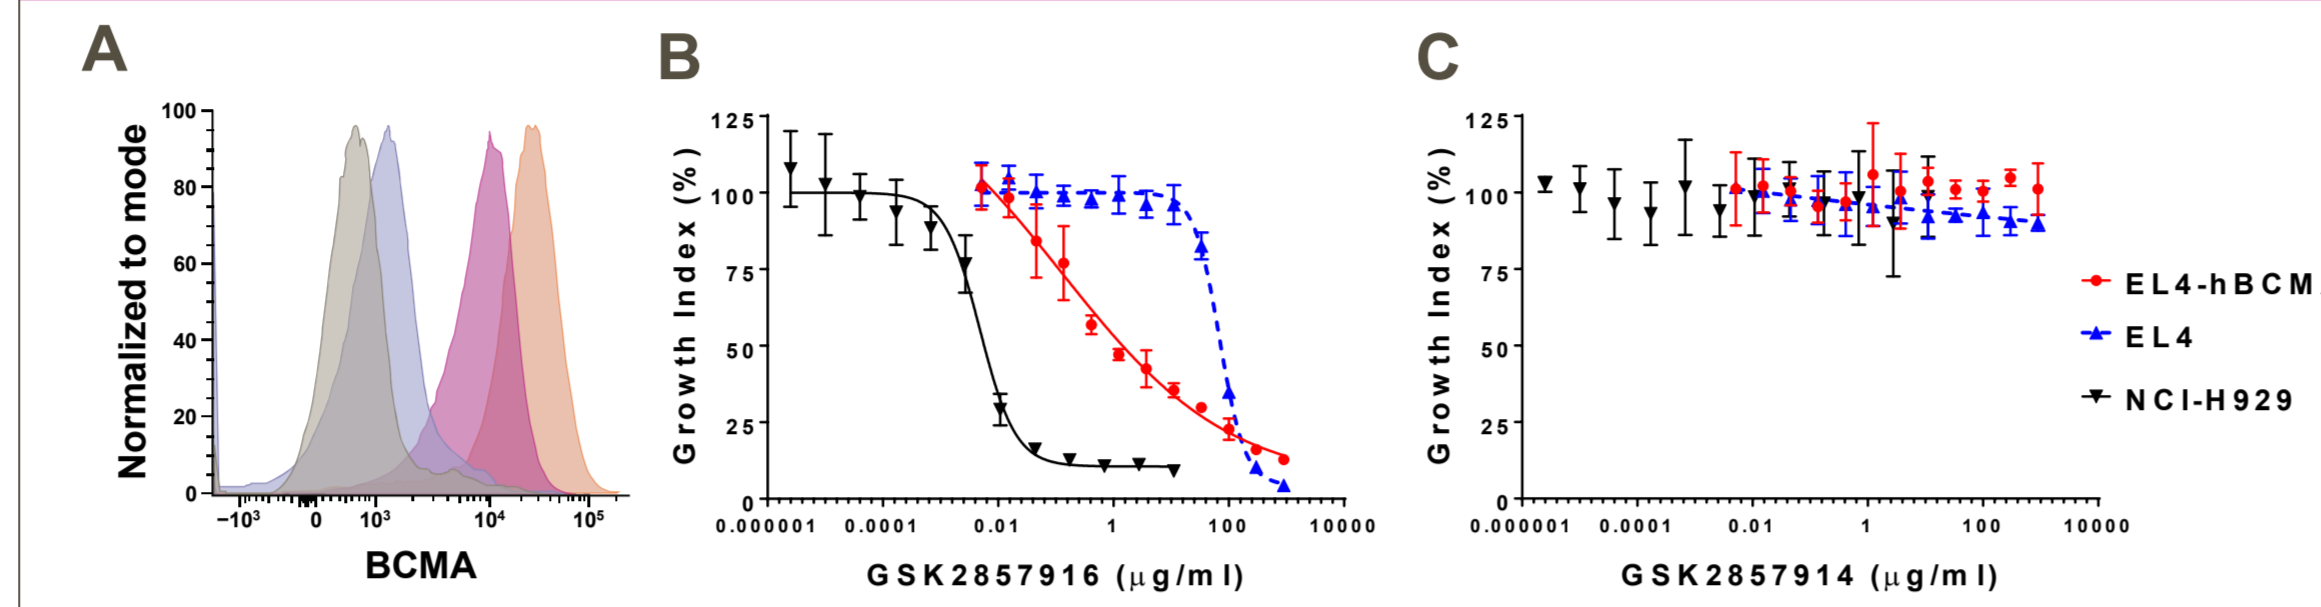 A
B
C
Normalized to mode
100
80
60
40
20
0
−10³
0
10³
10⁴
10⁵
BCMA
Growth Index (%)
125
100
75
50
25
0
0.000001
0.0001
0.01
1
100
10000
GSK2857916 (μg/ml)
Growth Index (%)
125
100
75
50
25
0
0.0000001
0.0001
0.01
1
100
10000
GSK2857914 (μg/ml)
EL4-hBCM
EL4
NCI-H929